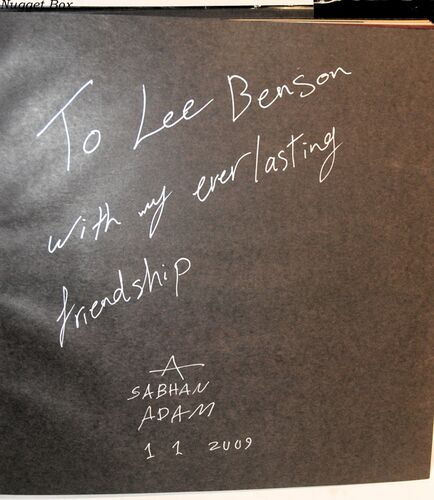 Nugget Box
To Lee Benson
with my everlasting
friendship
A
SABHAN
ADAM
1 1 2009